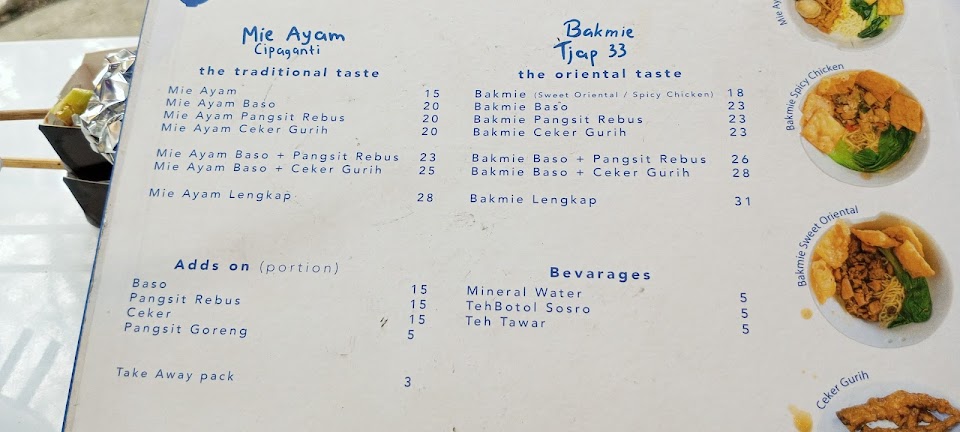 Mie Ayam
Cipaganti
the traditional taste
Mie Ayam 15
Mie Ayam Baso 20
Mie Ayam Pangsit Rebus 20
Mie Ayam Ceker Gurih 20
Mie Ayam Baso + Pangsit Rebus 23
Mie Ayam Baso + Ceker Gurih 25
Mie Ayam Lengkap 28
Bakmie
Tjap 33
the oriental taste
Bakmie (Sweet Oriental / Spicy Chicken) 18
Bakmie Baso 23
Bakmie Pangsit Rebus 23
Bakmie Ceker Gurih 23
Bakmie Baso + Pangsit Rebus 26
Bakmie Baso + Ceker Gurih 28
Bakmie Lengkap 31
Adds on (portion)
Baso 15
Pangsit Rebus 15
Ceker 15
Pangsit Goreng 5
Take Away pack 3
Bevarages
Mineral Water 5
TehBotol Sosro 5
Teh Tawar 5
Mie
Bakmie Spicy Chicken
Bakmie Sweet Oriental
Ceker Gurih